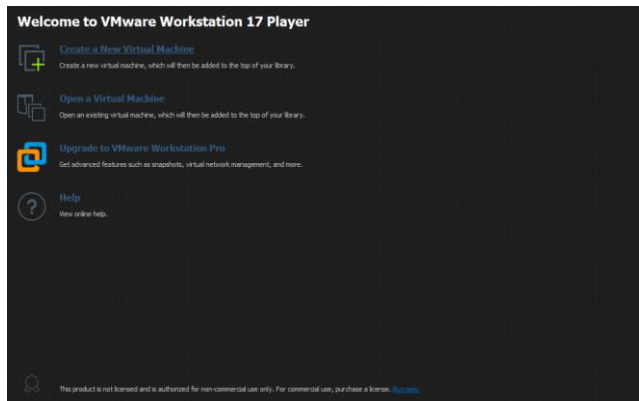 Welcome to VMware Workstation 17 Player
Create a New Virtual Machine
Create a new virtual machine, which will then be added to the top of your library.
Open a Virtual Machine
Open an existing virtual machine, which will then be added to the top of your library.
Upgrade to VMware Workstation Pro
Get advanced features such as snapshots, virtual network management, and more.
Help
View online help.
This product is not licensed and is authorized for non-commercial use only. For commercial use, purchase a license. Buy now.